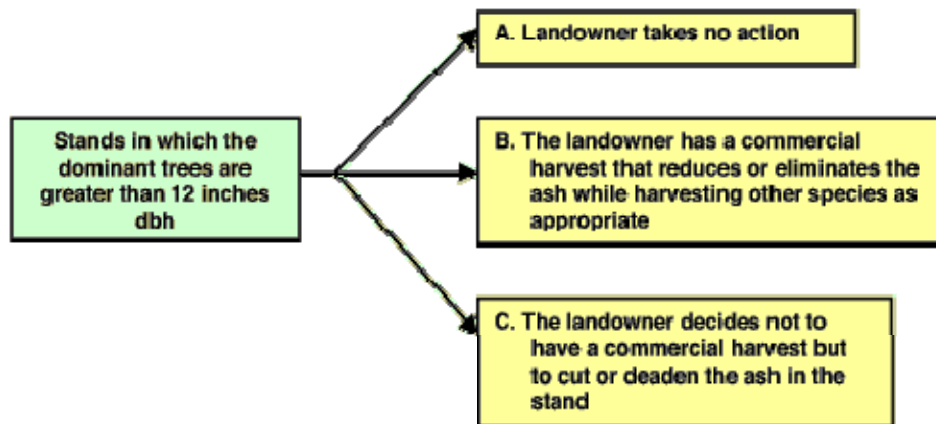 A. Landowner takes no action
Stands in which the
dominant trees are
greater than 12 inches
dbh
B. The landowner has a commercial
harvest that reduces or eliminates the
ash while harvesting other species as
appropriate
C. The landowner decides not to
have a commercial harvest but
to cut or deaden the ash in the
stand